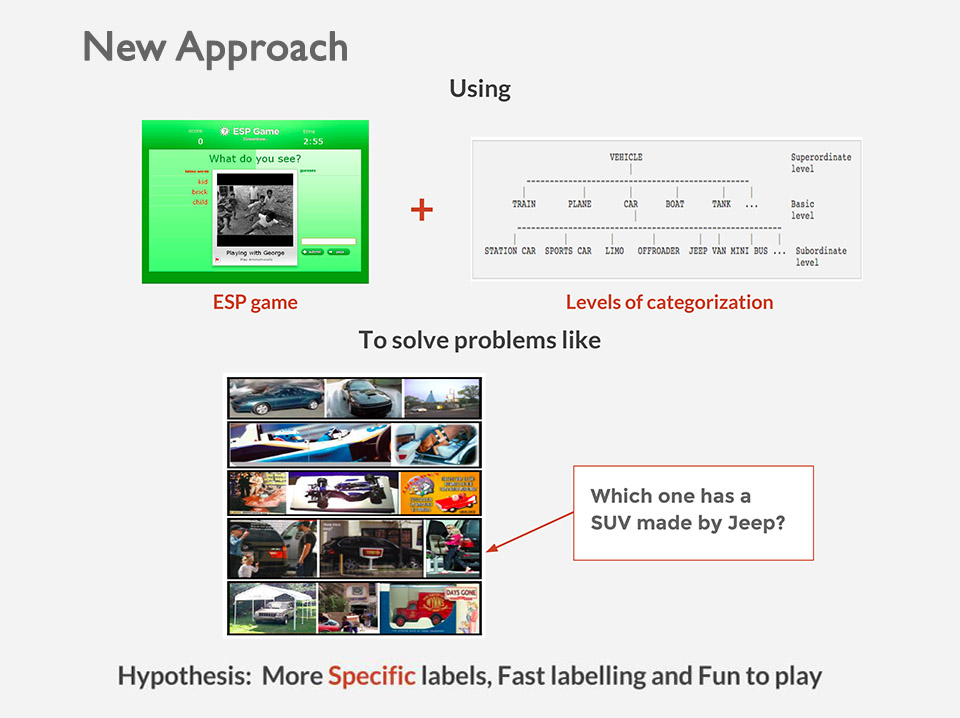 New Approach
Using
score
0
ESP Game
time
2:55
What do you see?
taboo words
guesses
kid
brick
child
Playing with George
submit
pass
ESP game
+
VEHICLE
Superordinate
level
TRAIN PLANE CAR BOAT TANK ...
Basic
level
STATION CAR SPORTS CAR LIMO OFFROADER JEEP VAN MINI BUS ...
Subordinate
level
Levels of categorization
To solve problems like
DAYS GONE
Which one has a
SUV made by Jeep?
Hypothesis: More Specific labels, Fast labelling and Fun to play